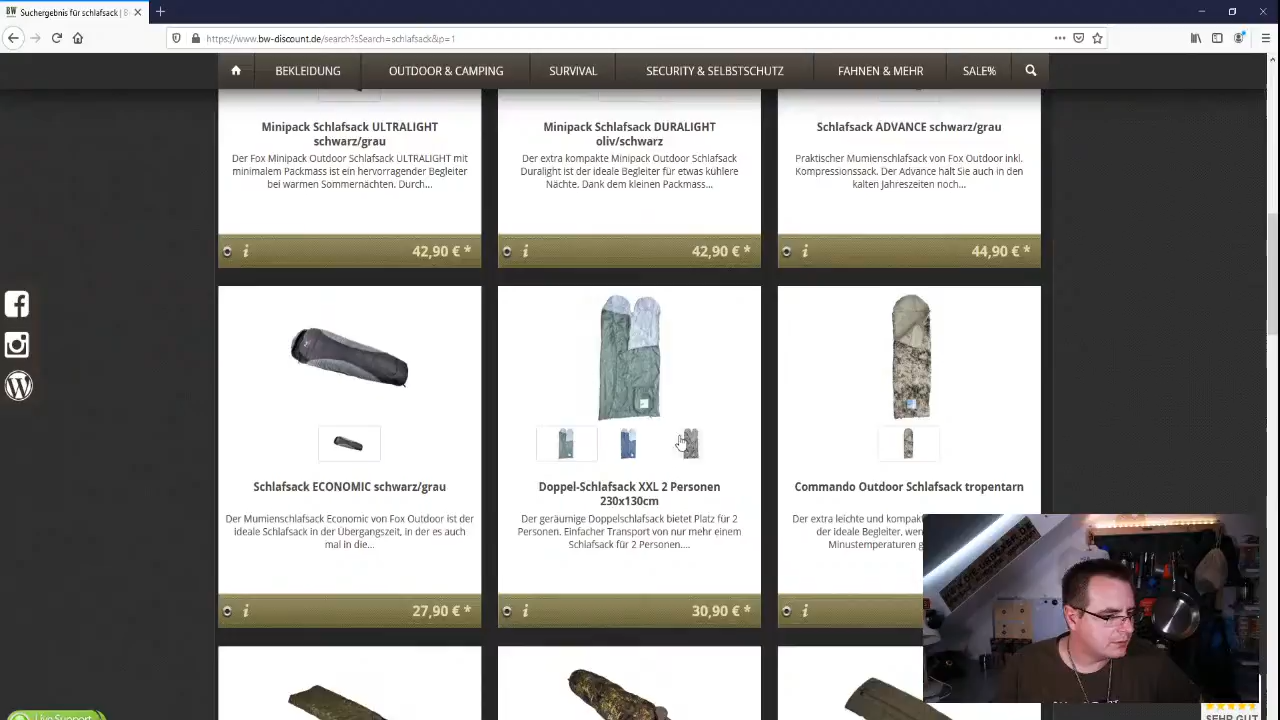 BW Suchergebnis für schlafsack | B
https://www.bw-discount.de/search?sSearch=schlafsack&p=1
BEKLEIDUNG OUTDOOR & CAMPING SURVIVAL SECURITY & SELBSTSCHUTZ FAHNEN & MEHR SALE%
Minipack Schlafsack ULTRALIGHT
schwarz/grau
Der Fox Minipack Outdoor Schlafsack ULTRALIGHT mit
minimalem Packmass ist ein hervorragender Begleiter
bei warmen Sommernächten. Durch...
42,90 € *
Minipack Schlafsack DURALIGHT
oliv/schwarz
Der extra kompakte Minipack Outdoor Schlafsack
Duralight ist der ideale Begleiter für etwas kühlere
Nächte. Dank dem kleinen Packmass...
42,90 € *
Schlafsack ADVANCE schwarz/grau
Praktischer Mumienschlafsack von Fox Outdoor inkl.
Kompressionssack. Der Advance hält Sie auch in den
kalten Jahreszeiten noch...
44,90 € *
Schlafsack ECONOMIC schwarz/grau
Der Mumienschlafsack Economic von Fox Outdoor ist der
ideale Schlafsack in der Übergangszeit, in der es auch
mal in die...
27,90 € *
Doppel-Schlafsack XXL 2 Personen
230x130cm
Der geräumige Doppelschlafsack bietet Platz für 2
Personen. Einfacher Transport von nur mehr einem
Schlafsack für 2 Personen....
30,90 € *
Commando Outdoor Schlafsack tropentarn
Der extra leichte und kompak
der ideale Begleiter, wen
Minustemperaturen
Live Support
SEHR GUT